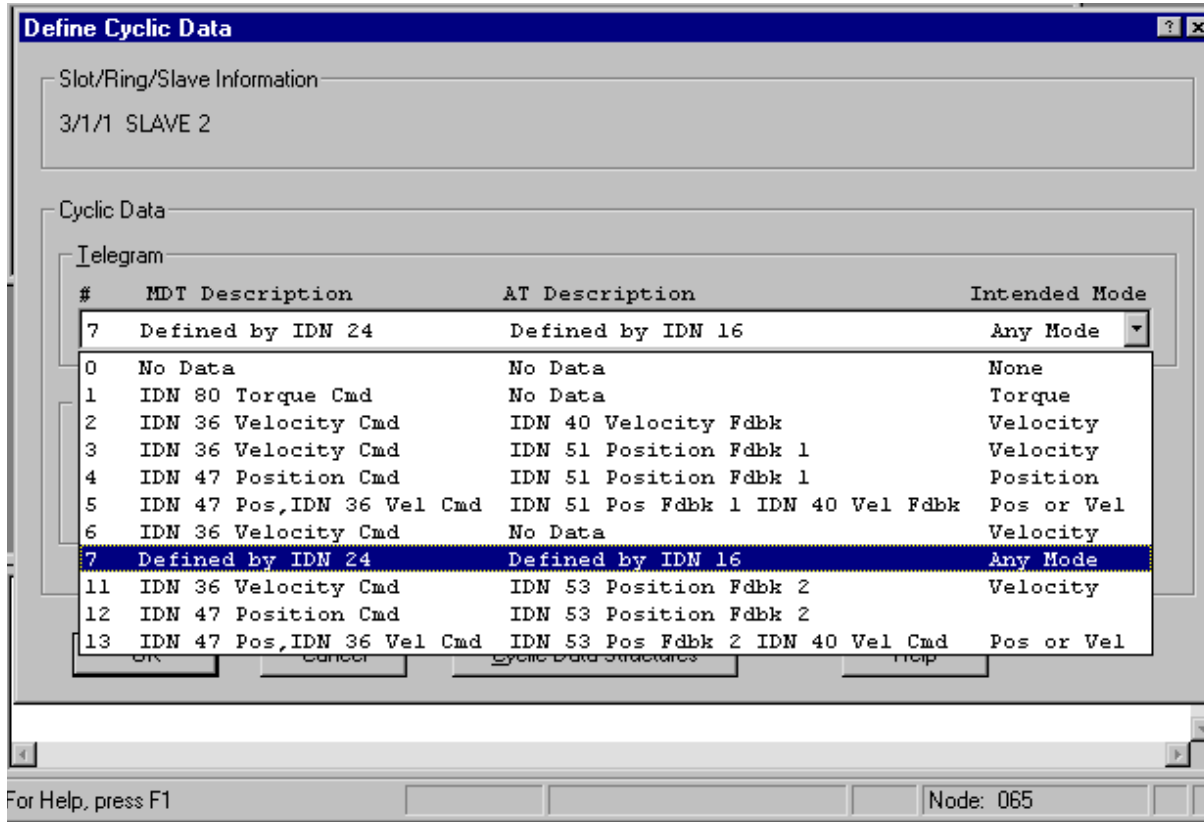 Define Cyclic Data
Slot/Ring/Slave Information
3/1/1 SLAVE 2
Cyclic Data
Telegram
# MDT Description AT Description Intended Mode
7 Defined by IDN 24 Defined by IDN 16 Any Mode
0 No Data No Data None
1 IDN 80 Torque Cmd No Data Torque
2 IDN 36 Velocity Cmd IDN 40 Velocity Fdbk Velocity
3 IDN 36 Velocity Cmd IDN 51 Position Fdbk 1 Velocity
4 IDN 47 Position Cmd IDN 51 Position Fdbk 1 Position
5 IDN 47 Pos,IDN 36 Vel Cmd IDN 51 Pos Fdbk 1 IDN 40 Vel Fdbk Pos or Vel
6 IDN 36 Velocity Cmd No Data Velocity
7 Defined by IDN 24 Defined by IDN 16 Any Mode
11 IDN 36 Velocity Cmd IDN 53 Position Fdbk 2 Velocity
12 IDN 47 Position Cmd IDN 53 Position Fdbk 2
13 IDN 47 Pos,IDN 36 Vel Cmd IDN 53 Pos Fdbk 2 IDN 40 Vel Cmd Pos or Vel
OK Cancel Cyclic Data Structures Help
For Help, press F1 Node: 065